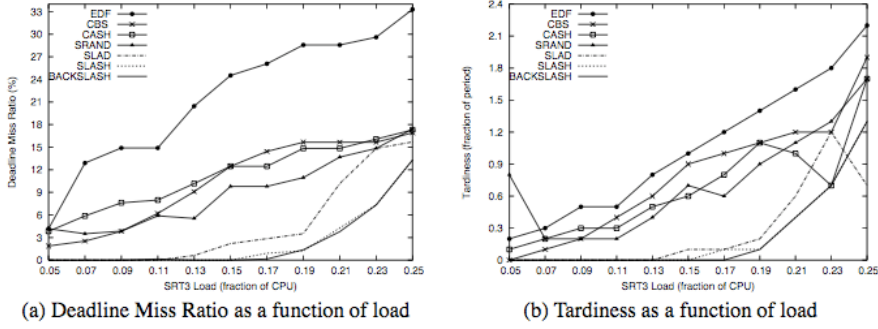 Deadline Miss Ratio (%)
33
30
27
24
21
18
15
12
9
6
3
0
EDF
CBS
CASH
SRAND
SLAD
SLASH
BACKSLASH
0.05 0.07 0.09 0.11 0.13 0.15 0.17 0.19 0.21 0.23 0.25
SRT3 Load (fraction of CPU)
(a) Deadline Miss Ratio as a function of load
Tardiness (fraction of period)
2.4
2.1
1.8
1.5
1.2
0.9
0.6
0.3
0
EDF
CBS
CASH
SRAND
SLAD
SLASH
BACKSLASH
0.05 0.07 0.09 0.11 0.13 0.15 0.17 0.19 0.21 0.23 0.25
SRT3 Load (fraction of CPU)
(b) Tardiness as a function of load